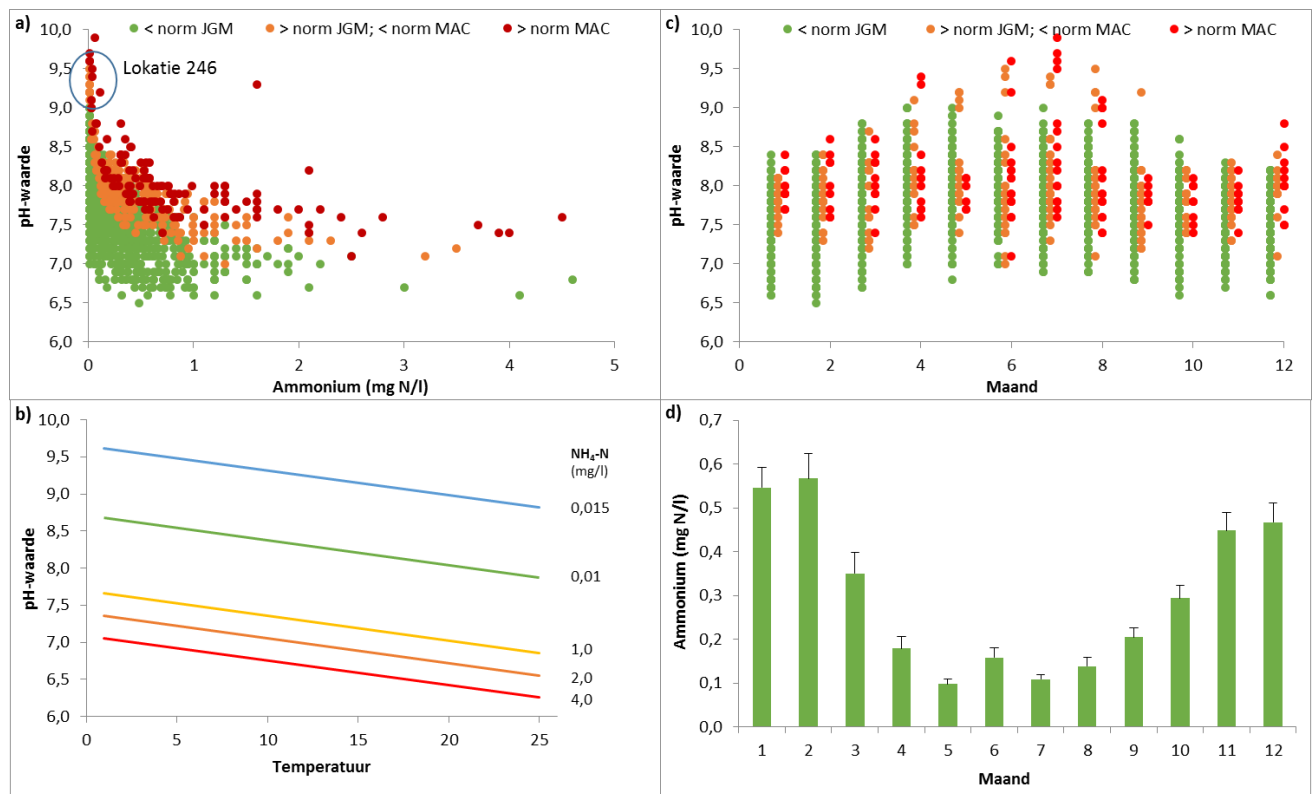 a)
< norm JGM
> norm JGM; < norm MAC
> norm MAC
Lokatie 246
10,0
9,5
9,0
8,5
8,0
7,5
7,0
6,5
6,0
pH-waarde
0 1 2 3 4 5
Ammonium (mg N/l)
c)
< norm JGM
> norm JGM; < norm MAC
> norm MAC
10,0
9,5
9,0
8,5
8,0
7,5
7,0
6,5
6,0
pH-waarde
0 2 4 6 8 10 12
Maand
b)
10,0
9,5
9,0
8,5
8,0
7,5
7,0
6,5
6,0
pH-waarde
NH₄-N
(mg/l)
0,015
0,01
1,0
2,0
4,0
0 5 10 15 20 25
Temperatuur
d)
0,7
0,6
0,5
0,4
0,3
0,2
0,1
0,0
Ammonium (mg N/l)
1 2 3 4 5 6 7 8 9 10 11 12
Maand